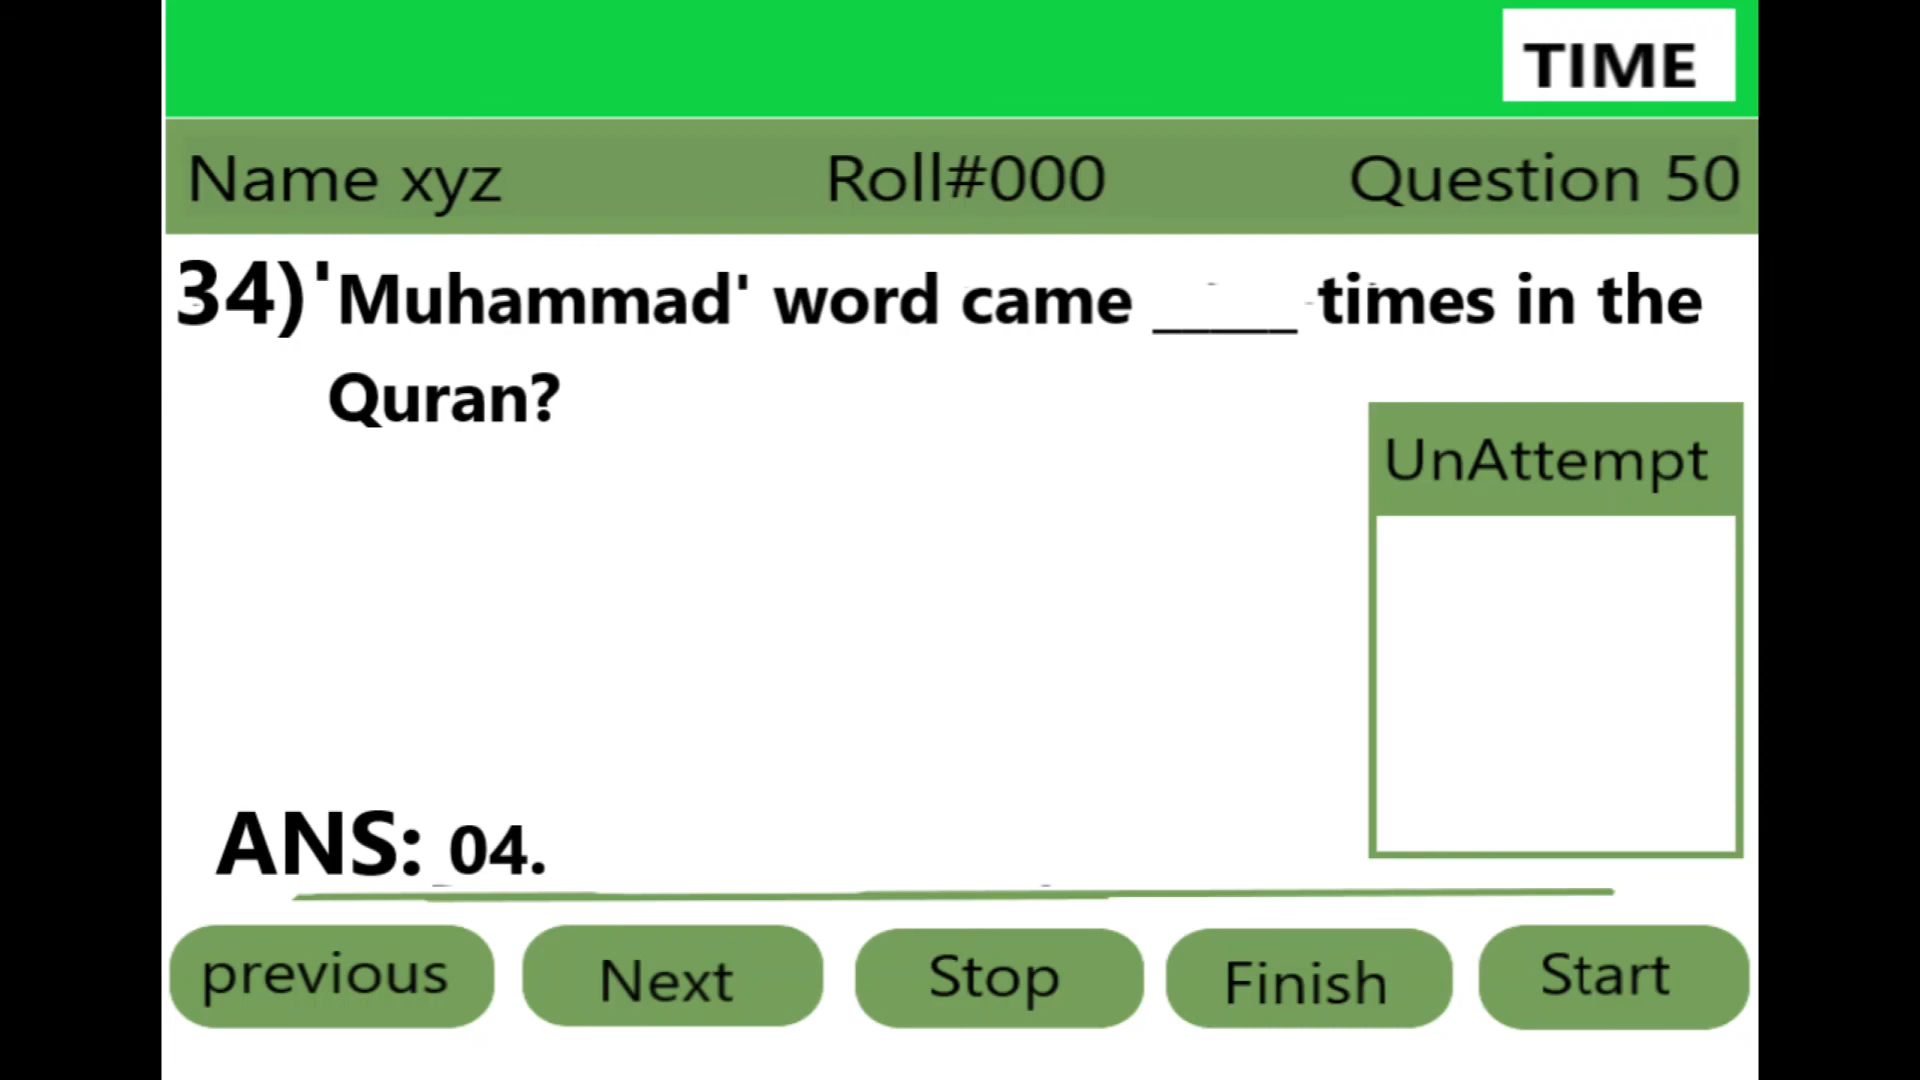 TIME
Name xyz Roll#000 Question 50
34)'Muhammad' word came _____ times in the
Quran?
UnAttempt
ANS: 04.
previous Next Stop Finish Start